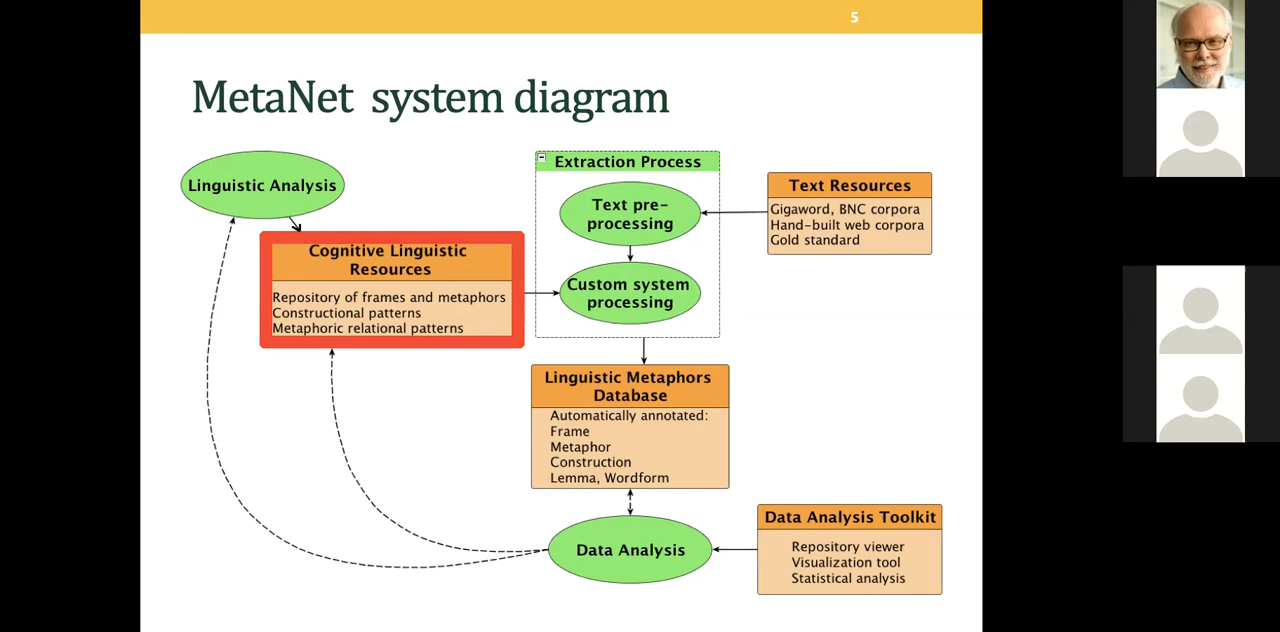 5
MetaNet system diagram
Linguistic Analysis
Cognitive Linguistic
Resources
Repository of frames and metaphors
Constructional patterns
Metaphoric relational patterns
Extraction Process
Text pre-
processing
Custom system
processing
Text Resources
Gigaword, BNC corpora
Hand-built web corpora
Gold standard
Linguistic Metaphors
Database
Automatically annotated:
Frame
Metaphor
Construction
Lemma, Wordform
Data Analysis
Data Analysis Toolkit
Repository viewer
Visualization tool
Statistical analysis